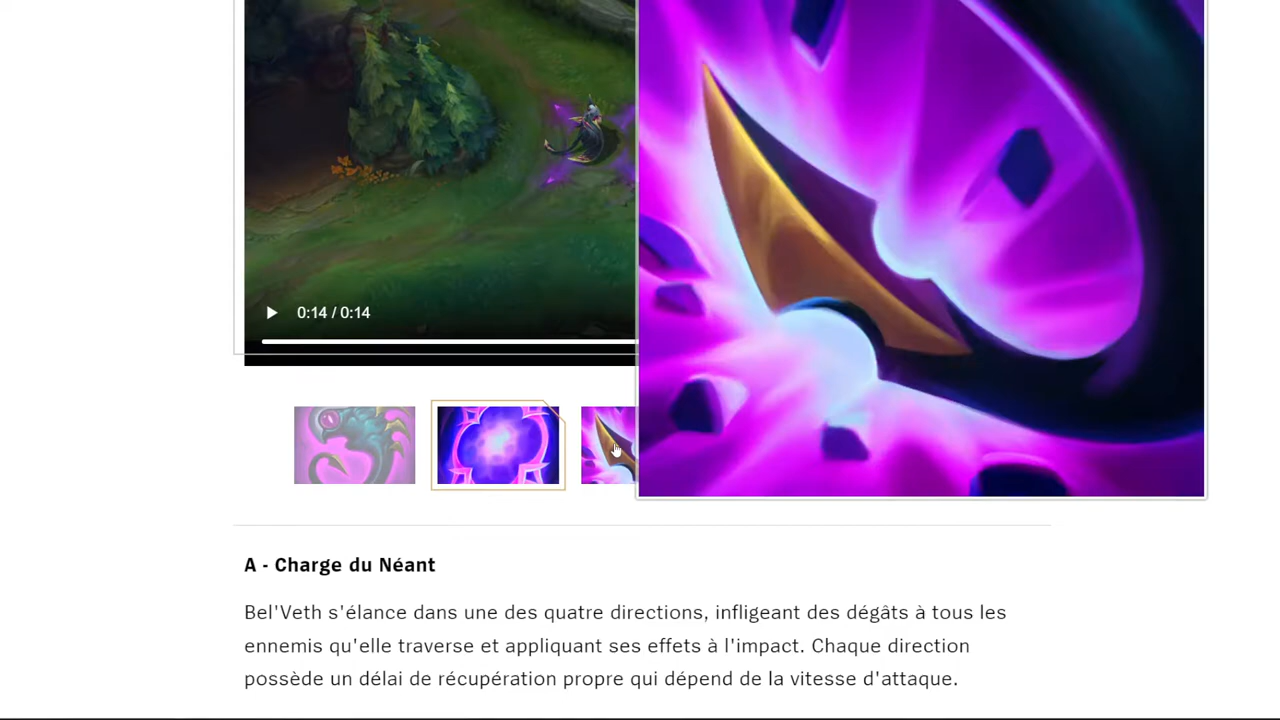 0:14 / 0:14
A - Charge du Néant
Bel'Veth s'élance dans une des quatre directions, infligeant des dégâts à tous les
ennemis qu'elle traverse et appliquant ses effets à l'impact. Chaque direction
possède un délai de récupération propre qui dépend de la vitesse d'attaque.